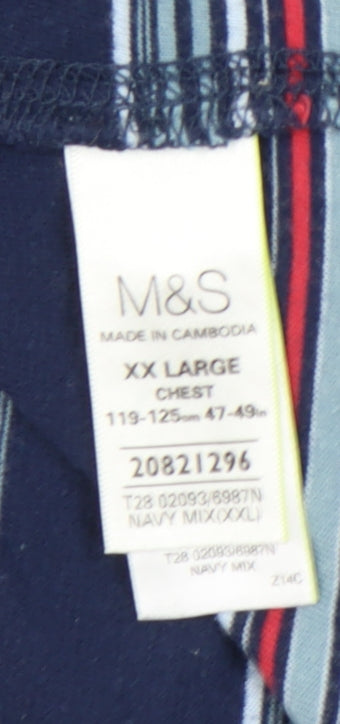 M&S
MADE IN CAMBODIA
XX LARGE
CHEST
119-125cm 47-49in
20821296
T28 02093/6987N
NAVY MIX(XXL)
T28 02093/6987N
NAVY MIX
Z14C